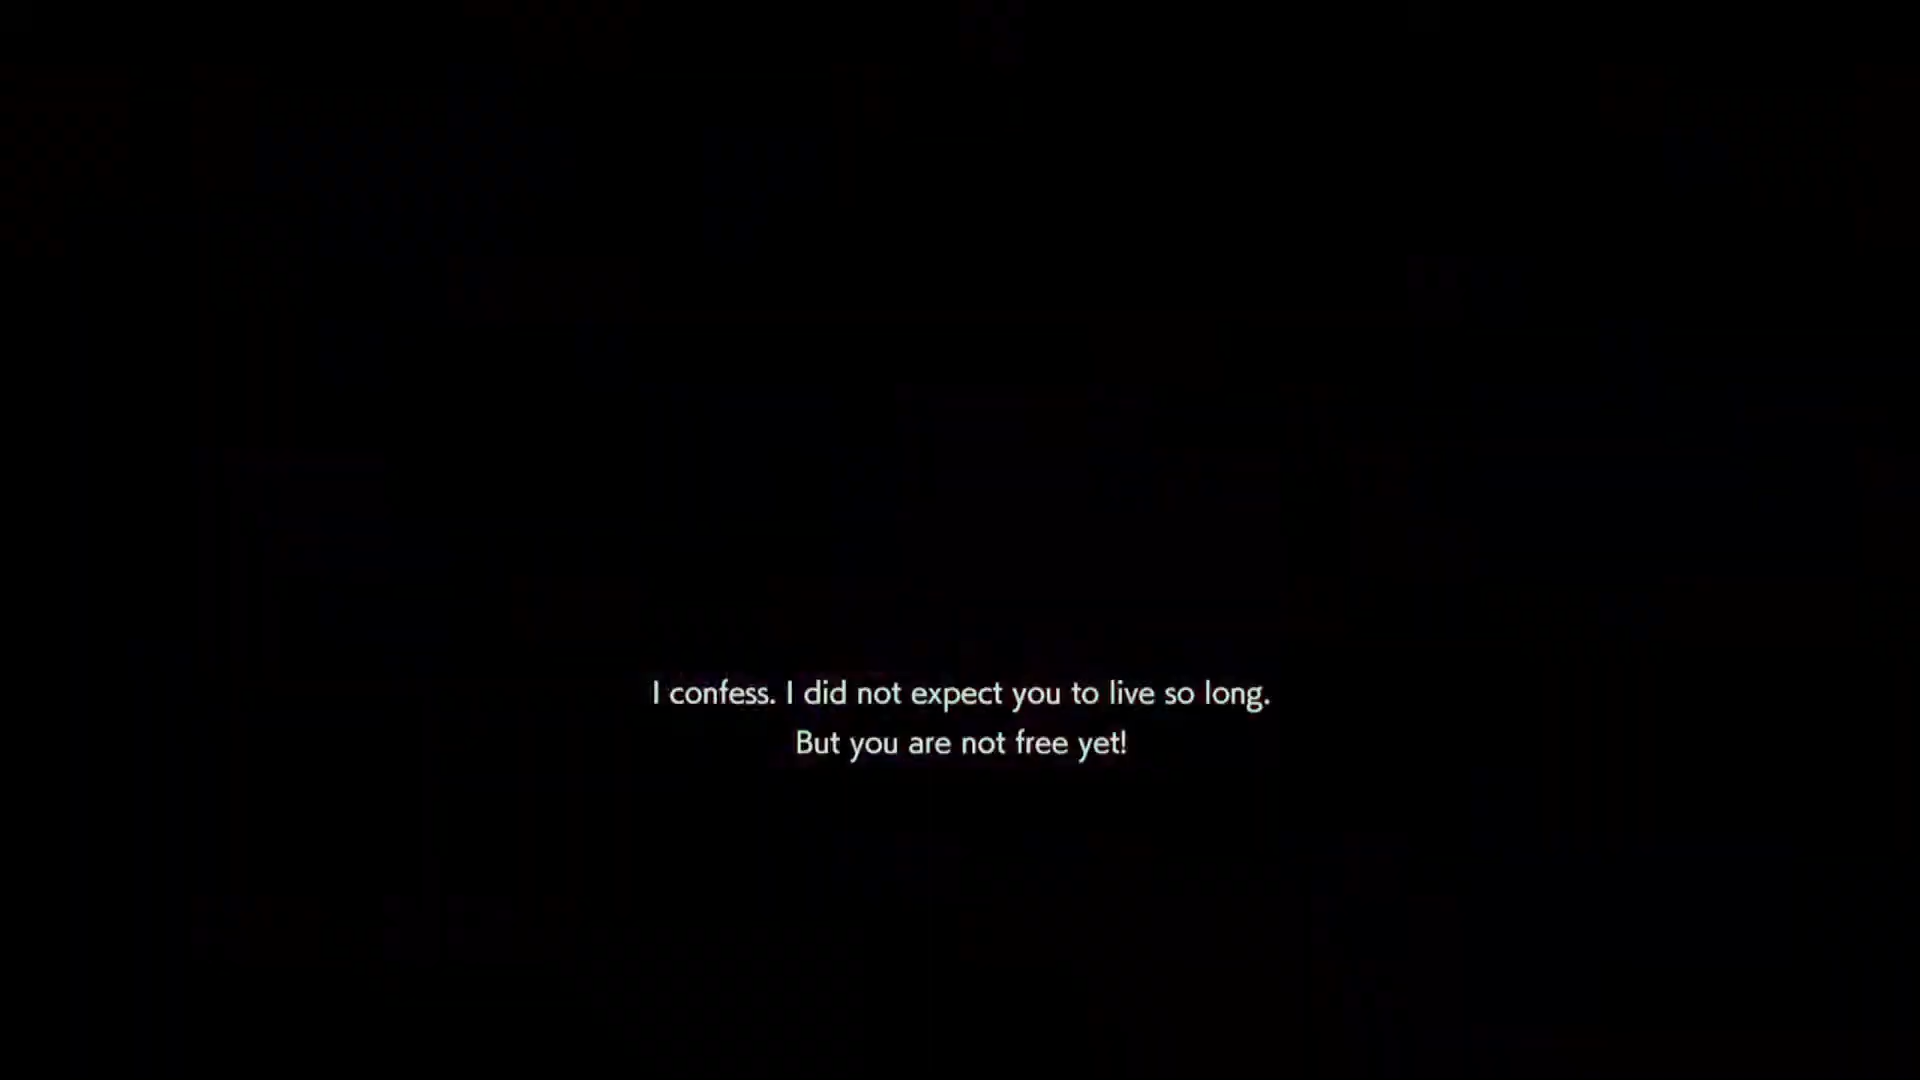 I confess. I did not expect you to live so long.
But you are not free yet!